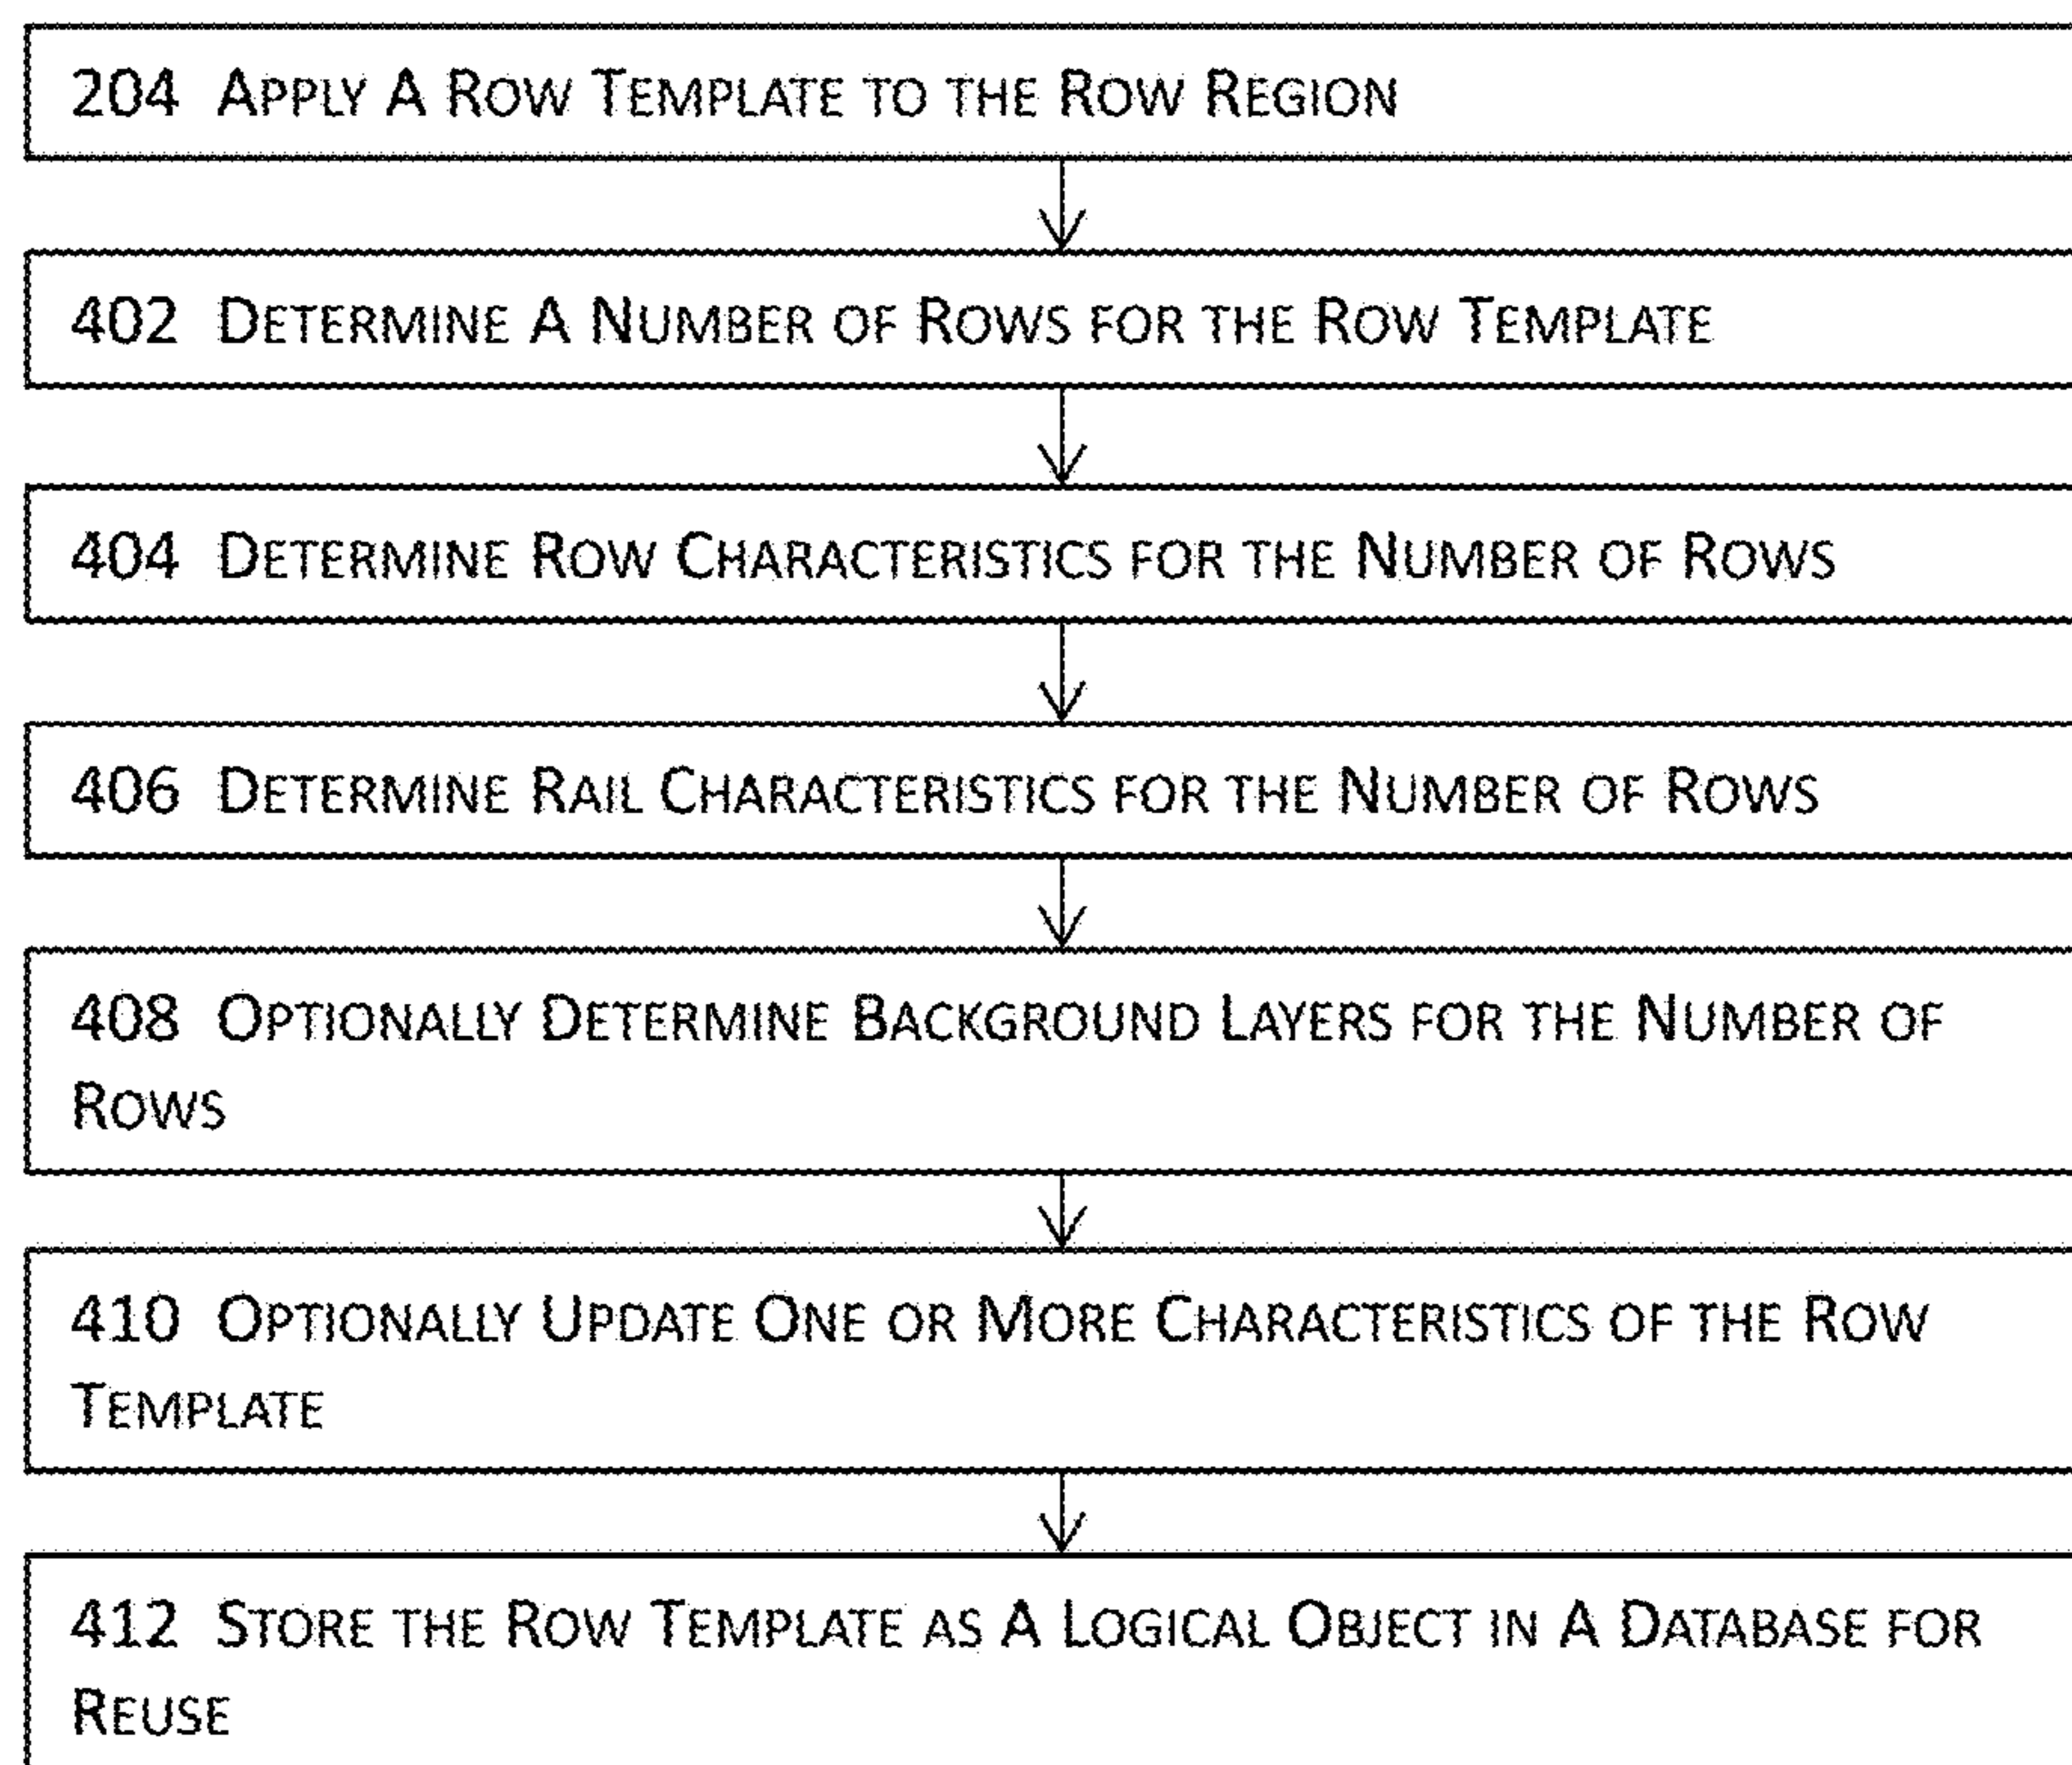 204 Apply A Row Template to the Row Region
402 Determine A Number of Rows for the Row Template
404 Determine Row Characteristics for the Number of Rows
406 Determine Rail Characteristics for the Number of Rows
408 Optionally Determine Background Layers for the Number of
Rows
410 Optionally Update One or More Characteristics of the Row
Template
412 Store the Row Template as A Logical Object in A Database for
Reuse